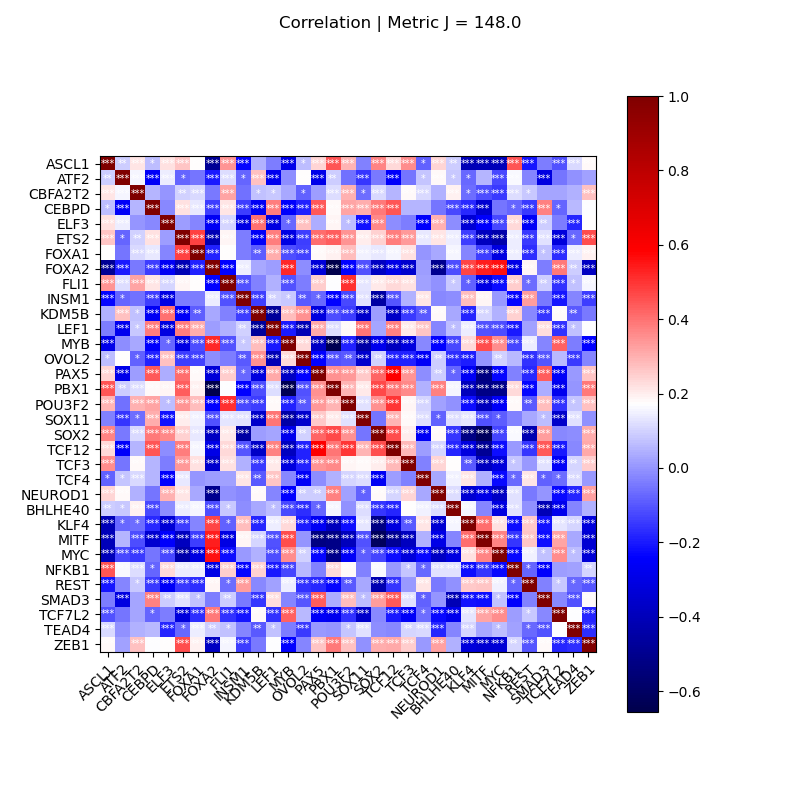 Correlation | Metric J = 148.0
ASCL1
ATF2
CBFA2T2
CEBPD
ELF3
ETS2
FOXA1
FOXA2
FLI1
INSM1
KDM5B
LEF1
MYB
OVOL2
PAX5
PBX1
POU3F2
SOX11
SOX2
TCF12
TCF3
TCF4
NEUROD1
BHLHE40
KLF4
MITF
MYC
NFKB1
REST
SMAD3
TCF7L2
TEAD4
ZEB1
ASCL1
ATF2
CBFA2T2
CEBPD
ELF3
ETS2
FOXA1
FOXA2
FLI1
INSM1
KDM5B
LEF1
MYB
OVOL2
PAX5
PBX1
POU3F2
SOX11
SOX2
TCF12
TCF3
TCF4
NEUROD1
BHLHE40
KLF4
MITF
MYC
NFKB1
REST
SMAD3
TCF7L2
TEAD4
ZEB1
1.0
0.8
0.6
0.4
0.2
0.0
−0.2
−0.4
−0.6